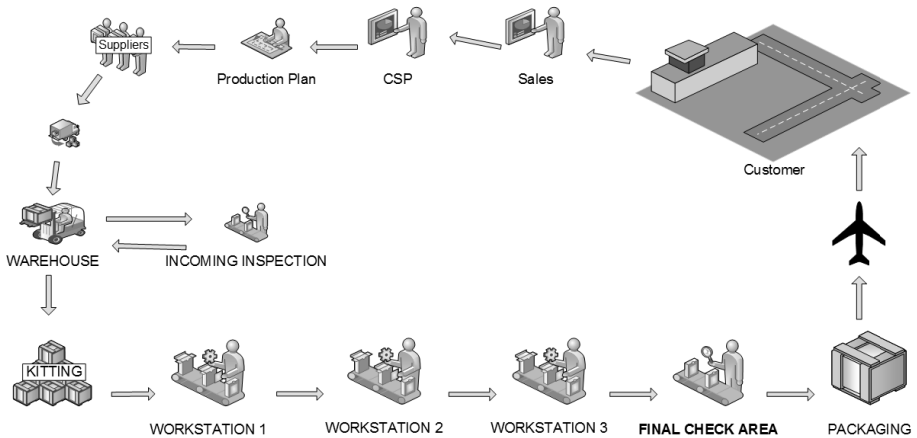 Suppliers
Production Plan
CSP
Sales
Customer
WAREHOUSE
INCOMING INSPECTION
KITTING
WORKSTATION 1
WORKSTATION 2
WORKSTATION 3
FINAL CHECK AREA
PACKAGING